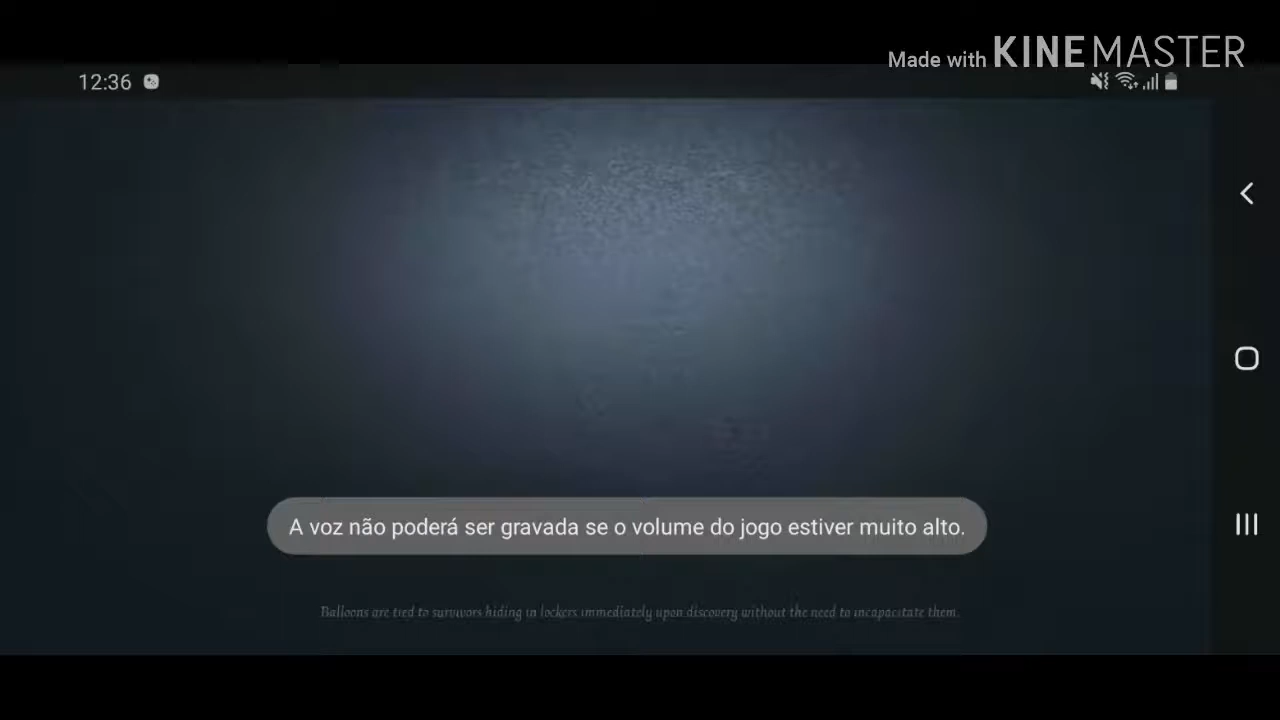 Made with KINEMASTER
12:36
A voz não poderá ser gravada se o volume do jogo estiver muito alto.
Balloons are tied to survivors hiding in lockers immediately upon discovery without the need to incapacitate them.